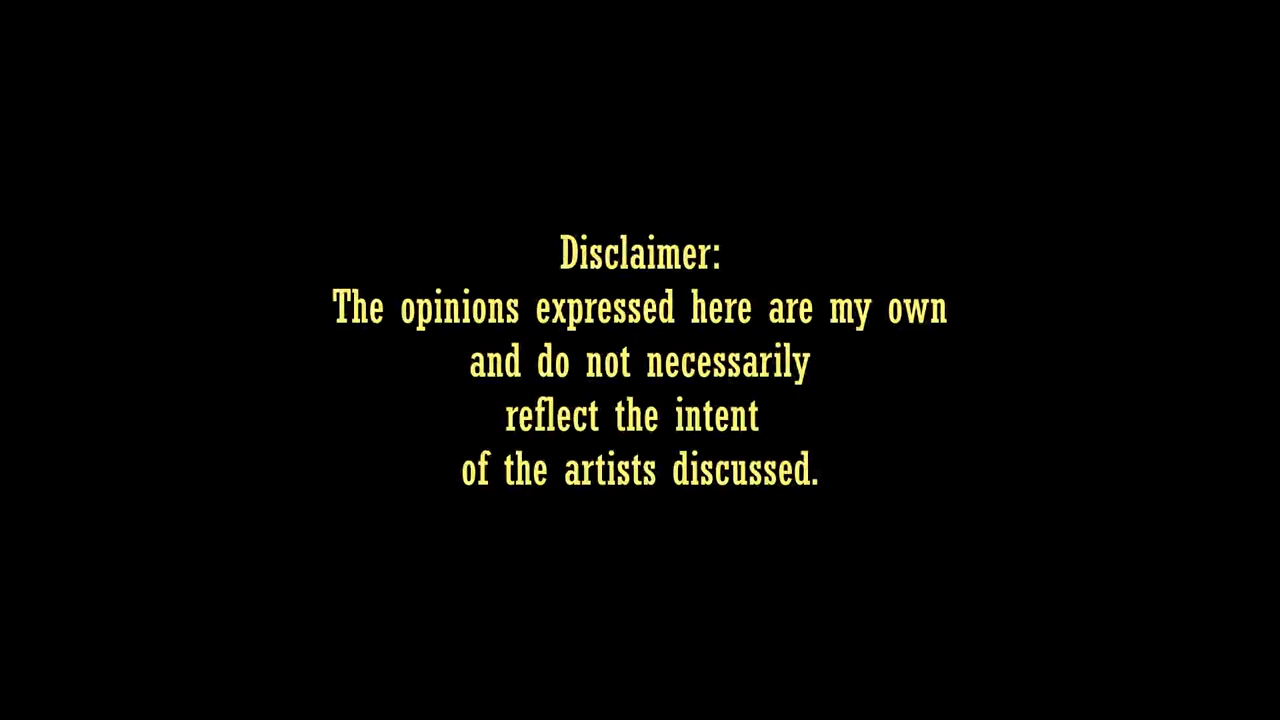 Disclaimer:
The opinions expressed here are my own
and do not necessarily
reflect the intent
of the artists discussed.